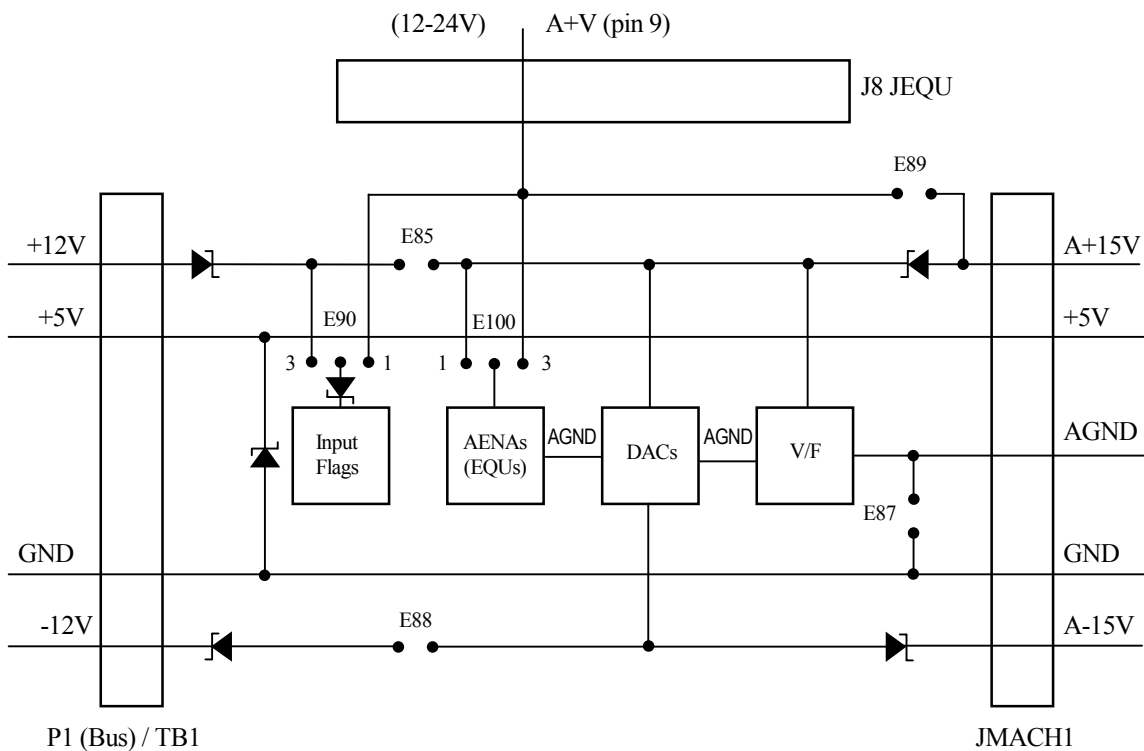 (12-24V) A+V (pin 9)
J8 JEQU
E89
+12V E85 A+15V
+5V E90 E100 +5V
3 1 1 3
Input Flags
AENAs (EQUs)
AGND
DACs
AGND
V/F
AGND
E87
GND GND
-12V E88 A-15V
P1 (Bus) / TB1 JMACH1